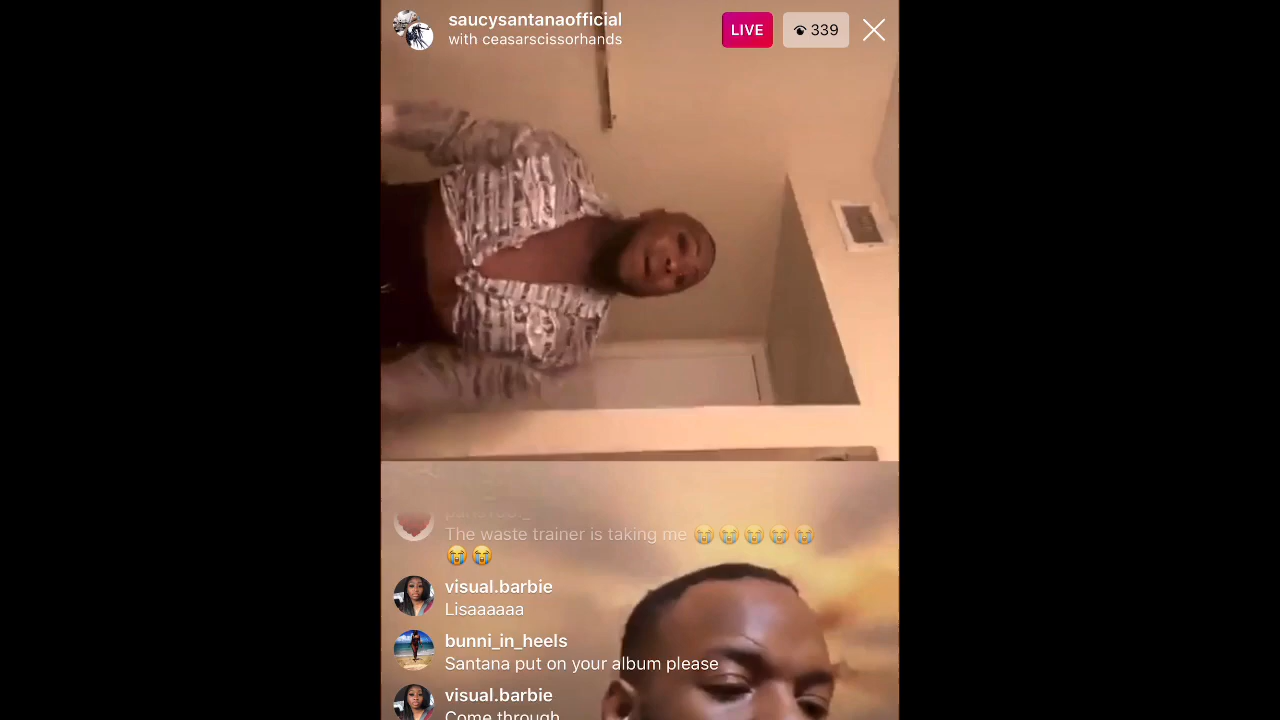 saucysantanaofficial
with ceasarscissorhands
LIVE
339
The waste trainer is taking me 😭😭😭😭😭
😭😭
visual.barbie
Lisaaaaaa
bunni_in_heels
Santana put on your album please
visual.barbie
Come through